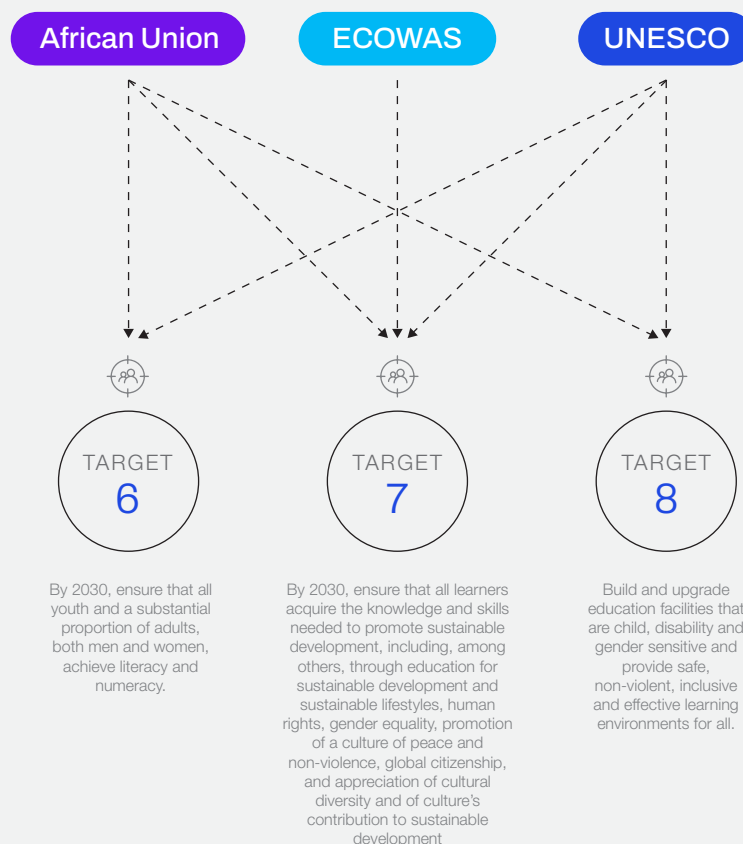 African Union
ECOWAS
UNESCO
TARGET
6
TARGET
7
TARGET
8
By 2030, ensure that all
youth and a substantial
proportion of adults,
both men and women,
achieve literacy and
numeracy.
By 2030, ensure that all learners
acquire the knowledge and skills
needed to promote sustainable
development, including, among
others, through education for
sustainable development and
sustainable lifestyles, human
rights, gender equality, promotion
of a culture of peace and
non-violence, global citizenship,
and appreciation of cultural
diversity and of culture’s
contribution to sustainable
development
Build and upgrade
education facilities that
are child, disability and
gender sensitive and
provide safe,
non-violent, inclusive
and effective learning
environments for all.